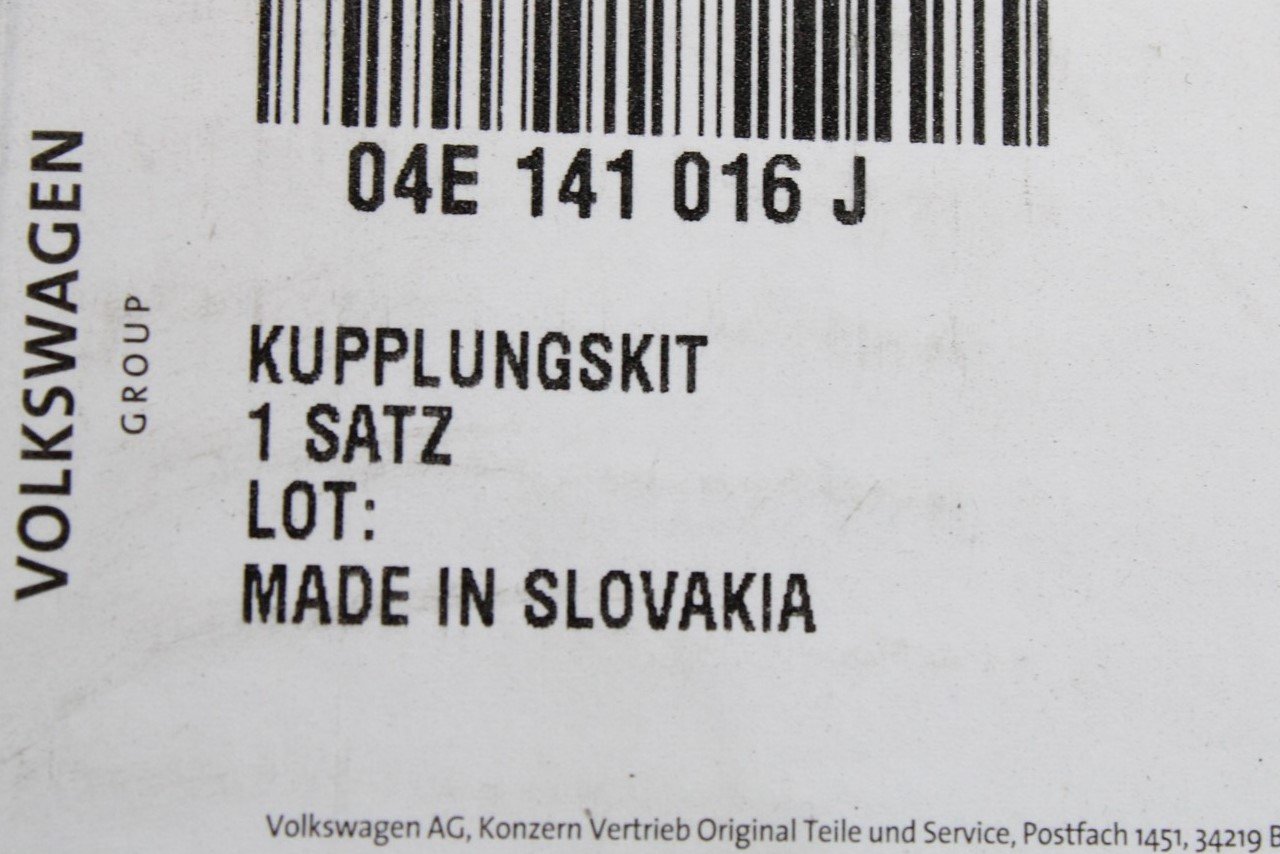 04E 141 016 J
VOLKSWAGEN
GROUP
KUPPLUNGSKIT
1 SATZ
LOT:
MADE IN SLOVAKIA
Volkswagen AG, Konzern Vertrieb Original Teile und Service, Postfach 1451, 34219 B